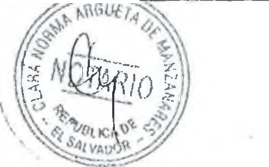 CLARA NORMA ARGUETA DE MANZANARES
NOTARIO
REPUBLICA DE
EL SALVADOR